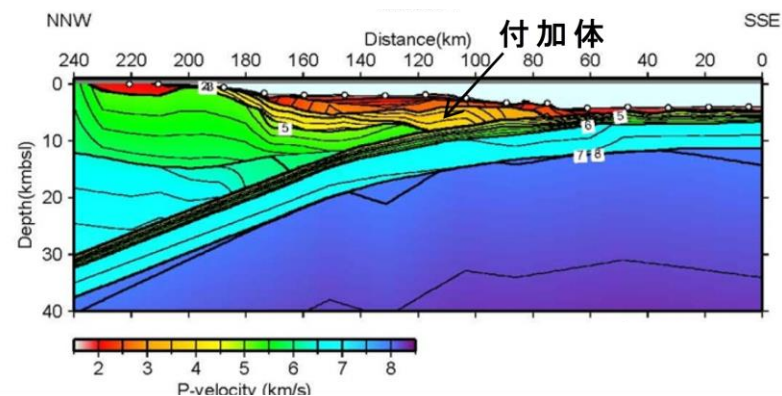 NNW
SSE
Distance(km)
付加体
240 220 200 180 160 140 120 100 80 60 40 20 0
0
10
20
30
40
Depth(kmbsl)
5
5
6
7
8
2 3 4 5 6 7 8
P-velocity (km/s)